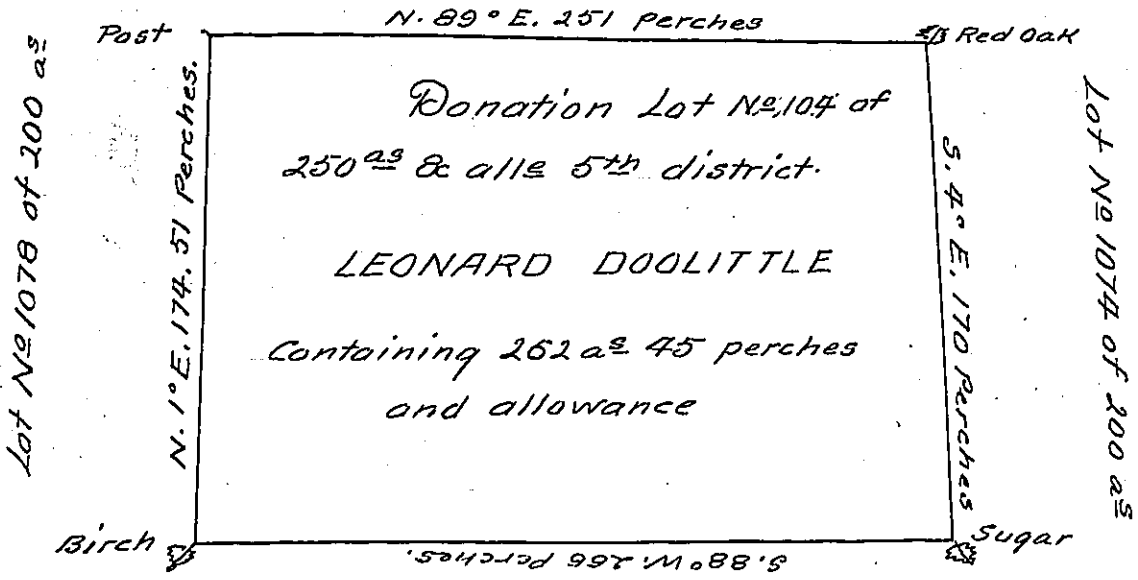 N. 89° E. 251 Perches
Post
Red Oak
Lot No 1078 of 200 as
N. 1° E. 174.51 Perches.
Donation Lot No, 104 of
250 as & alle 5th district.
LEONARD DOOLITTLE
Containing 262 as 45 perches
and allowance
S. 4° E. 170 Perches
Lot No 1074 of 200 as
Birch
Sugar
S. 88° W. 266 Perches.